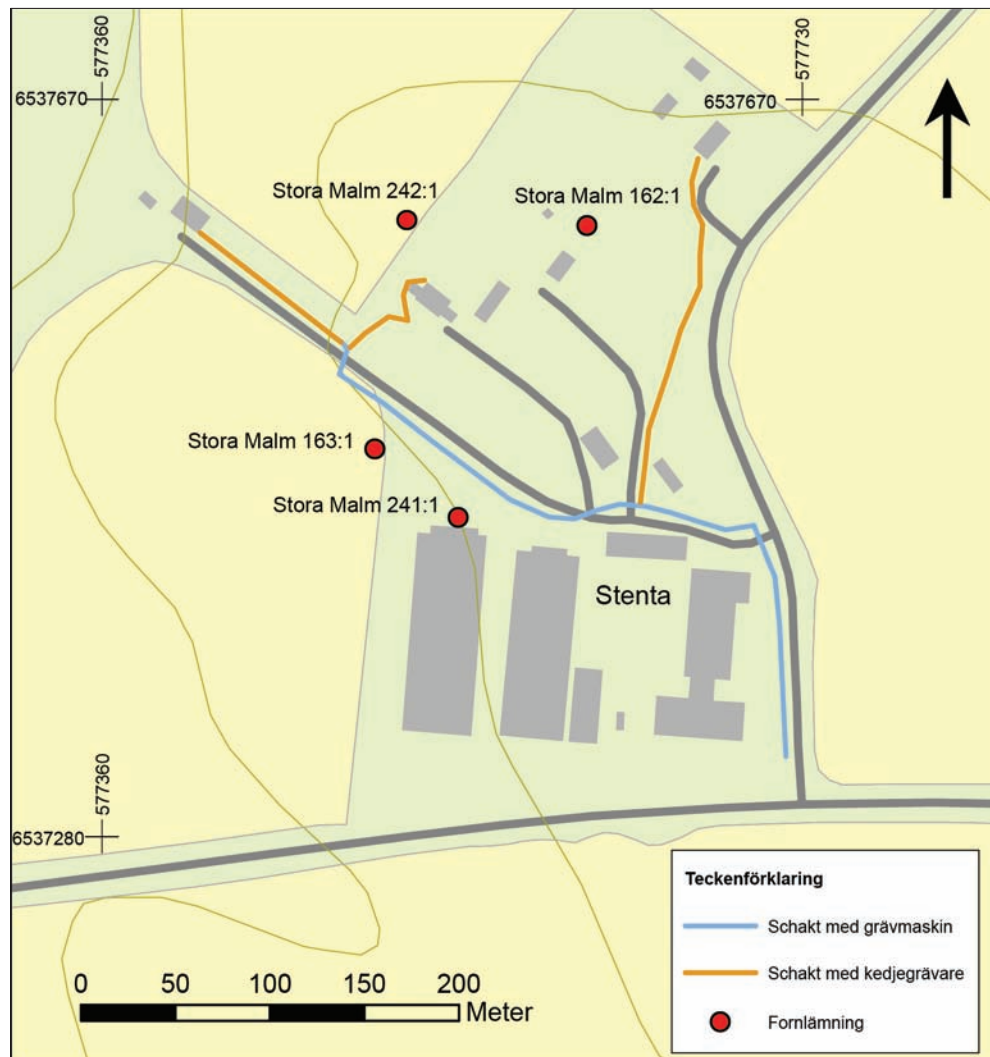 577360
577730
6537670
6537670
Stora Malm 242:1
Stora Malm 162:1
Stora Malm 163:1
Stora Malm 241:1
Stenta
577360
6537280
Teckenförklaring
Schakt med grävmaskin
Schakt med kedjegrävare
Fornlämning
0 50 100 150 200
Meter